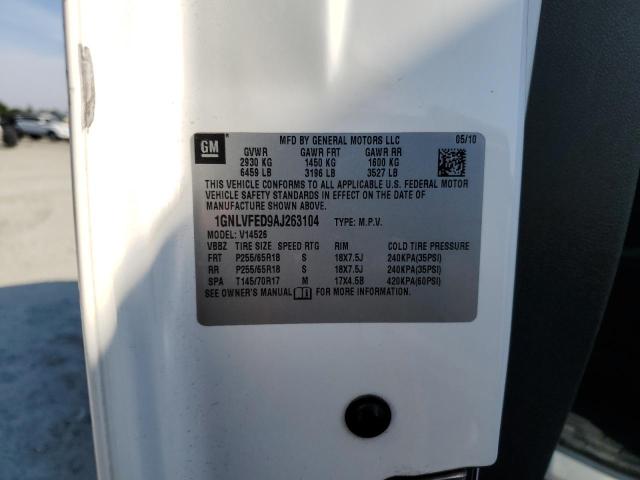 GM
MFD BY GENERAL MOTORS LLC 05/10
GVWR GAWR FRT GAWR RR
2930 KG 1450 KG 1600 KG
6459 LB 3196 LB 3527 LB
THIS VEHICLE CONFORMS TO ALL APPLICABLE U.S. FEDERAL MOTOR
VEHICLE SAFETY STANDARDS IN EFFECT ON THE DATE OF
MANUFACTURE SHOWN ABOVE.
1GNLVFED9AJ263104 TYPE: M.P.V.
MODEL: V14526
VBBZ TIRE SIZE SPEED RTG RIM COLD TIRE PRESSURE
FRT P255/65R18 S 18X7.5J 240KPA(35PSI)
RR P255/65R18 S 18X7.5J 240KPA(35PSI)
SPA T145/70R17 M 17X4.5B 420KPA(60PSI)
SEE OWNER'S MANUAL FOR MORE INFORMATION.